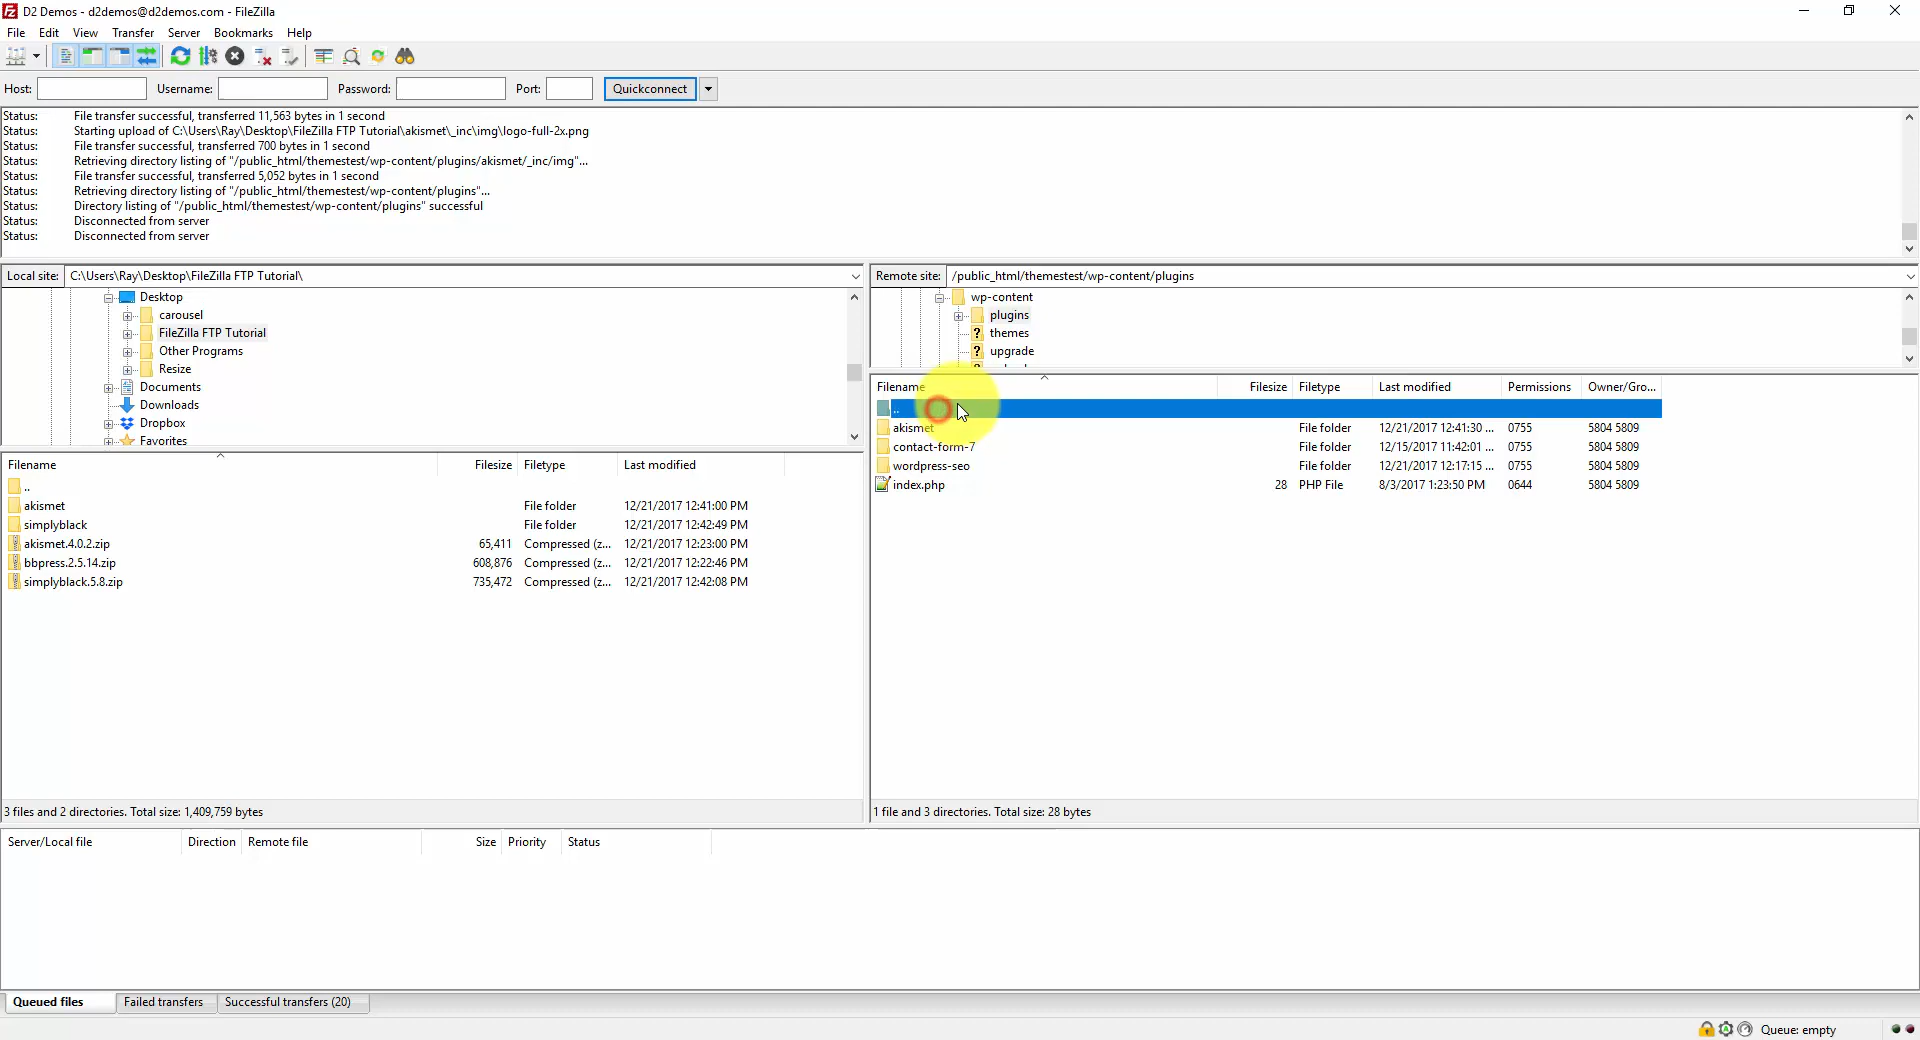 D2 Demos - d2demos@d2demos.com - FileZilla
File Edit View Transfer Server Bookmarks Help
Host: Username: Password: Port: Quickconnect
Status: File transfer successful, transferred 11,563 bytes in 1 second
Status: Starting upload of C:\Users\Ray\Desktop\FileZilla FTP Tutorial\akismet\_inc\img\logo-full-2x.png
Status: File transfer successful, transferred 700 bytes in 1 second
Status: Retrieving directory listing of "/public_html/themestest/wp-content/plugins/akismet/_inc/img"...
Status: File transfer successful, transferred 5,052 bytes in 1 second
Status: Retrieving directory listing of "/public_html/themestest/wp-content/plugins"...
Status: Directory listing of "/public_html/themestest/wp-content/plugins" successful
Status: Disconnected from server
Status: Disconnected from server
Local site: C:\Users\Ray\Desktop\FileZilla FTP Tutorial\
Desktop
carousel
FileZilla FTP Tutorial
Other Programs
Resize
Documents
Downloads
Dropbox
Favorites
Filename Filesize Filetype Last modified
..
akismet File folder 12/21/2017 12:41:00 PM
simplyblack File folder 12/21/2017 12:42:49 PM
akismet.4.0.2.zip 65,411 Compressed (z... 12/21/2017 12:23:00 PM
bbpress.2.5.14.zip 608,876 Compressed (z... 12/21/2017 12:22:46 PM
simplyblack.5.8.zip 735,472 Compressed (z... 12/21/2017 12:42:08 PM
3 files and 2 directories. Total size: 1,409,759 bytes
Remote site: /public_html/themestest/wp-content/plugins
wp-content
plugins
? themes
? upgrade
Filename Filesize Filetype Last modified Permissions Owner/Gro...
..
akismet File folder 12/21/2017 12:41:30 ... 0755 5804 5809
contact-form-7 File folder 12/15/2017 11:42:01 ... 0755 5804 5809
wordpress-seo File folder 12/21/2017 12:17:15 ... 0755 5804 5809
index.php 28 PHP File 8/3/2017 1:23:50 PM 0644 5804 5809
1 file and 3 directories. Total size: 28 bytes
Server/Local file Direction Remote file Size Priority Status
Queued files Failed transfers Successful transfers (20)
Queue: empty